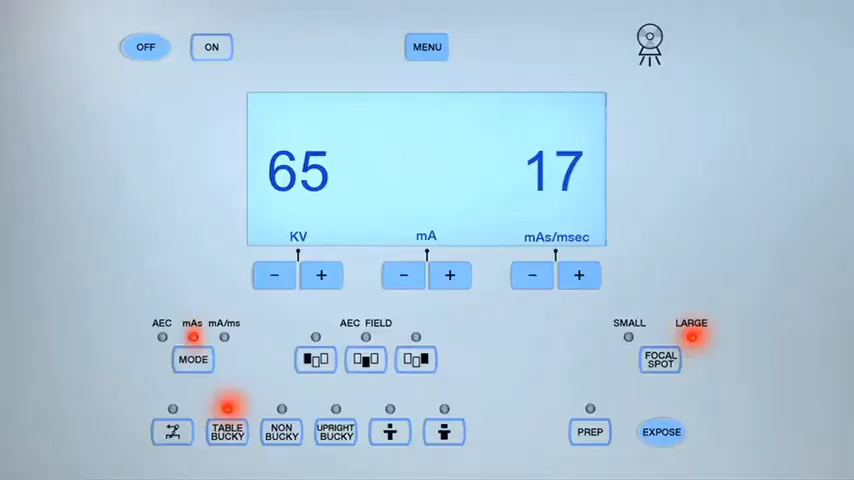 OFF
ON
MENU
65
17
KV
mA
mAs/msec
-
+
-
+
-
+
AEC
mAs
mA/ms
AEC FIELD
SMALL
LARGE
MODE
FOCAL
SPOT
TABLE
BUCKY
NON
BUCKY
UPRIGHT
BUCKY
PREP
EXPOSE